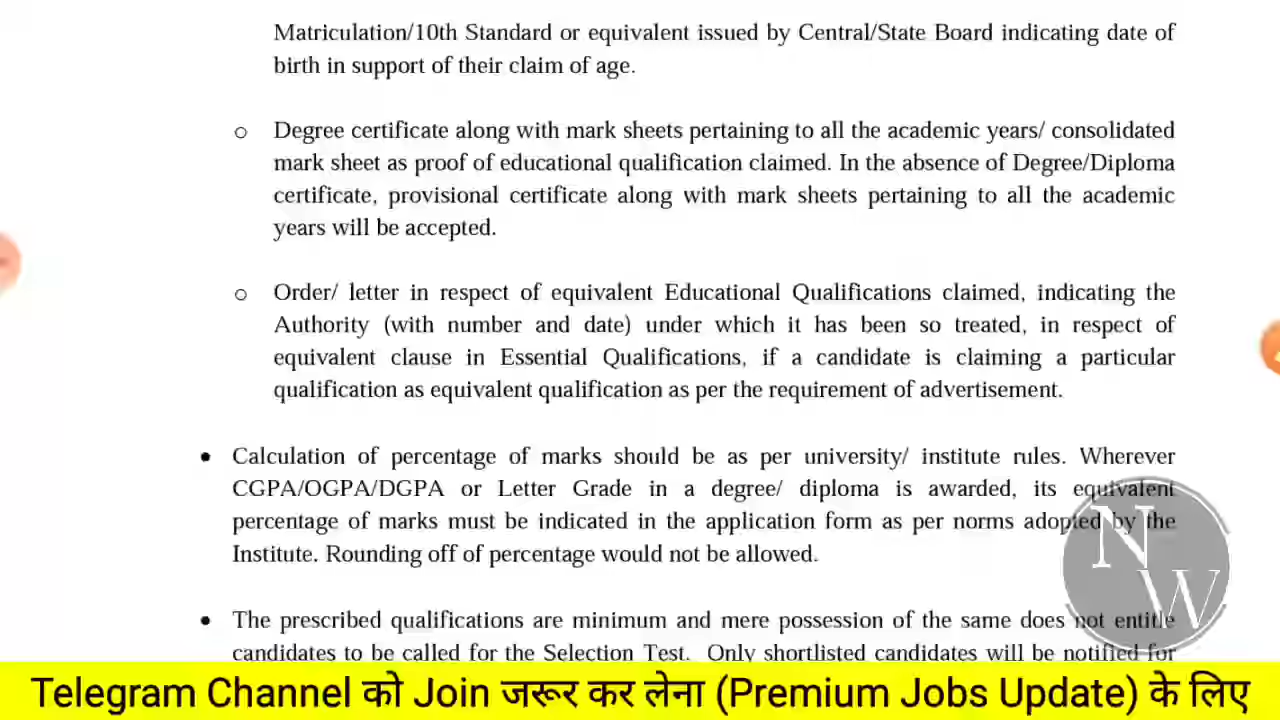 Matriculation/10th Standard or equivalent issued by Central/State Board indicating date of
birth in support of their claim of age.
o Degree certificate along with mark sheets pertaining to all the academic years/ consolidated
mark sheet as proof of educational qualification claimed. In the absence of Degree/Diploma
certificate, provisional certificate along with mark sheets pertaining to all the academic
years will be accepted.
o Order/ letter in respect of equivalent Educational Qualifications claimed, indicating the
Authority (with number and date) under which it has been so treated, in respect of
equivalent clause in Essential Qualifications, if a candidate is claiming a particular
qualification as equivalent qualification as per the requirement of advertisement.
• Calculation of percentage of marks should be as per university/ institute rules. Wherever
CGPA/OGPA/DGPA or Letter Grade in a degree/ diploma is awarded, its equivalent
percentage of marks must be indicated in the application form as per norms adopted by the
Institute. Rounding off of percentage would not be allowed.
• The prescribed qualifications are minimum and mere possession of the same does not entitle
candidates to be called for the Selection Test. Only shortlisted candidates will be notified for
NW
Telegram Channel को Join जरूर कर लेना (Premium Jobs Update) के लिए